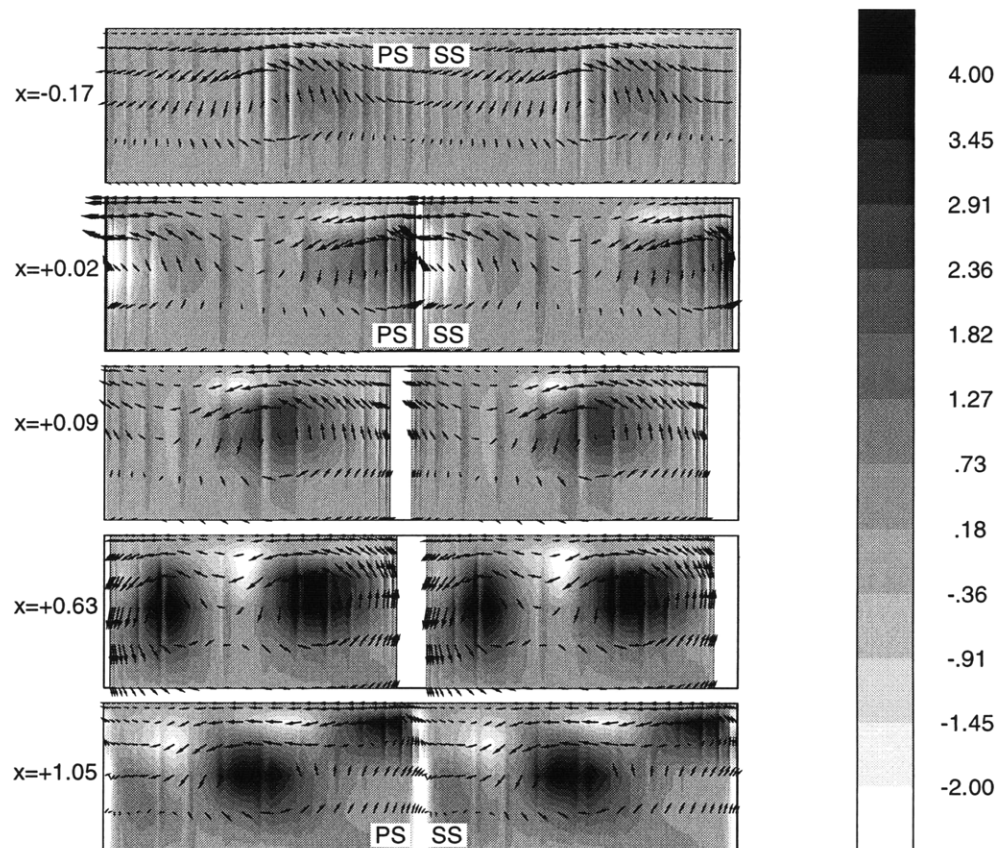 PS SS
x=-0.17
x=+0.02
PS SS
x=+0.09
x=+0.63
x=+1.05
PS SS
4.00
3.45
2.91
2.36
1.82
1.27
.73
.18
-.36
-.91
-1.45
-2.00